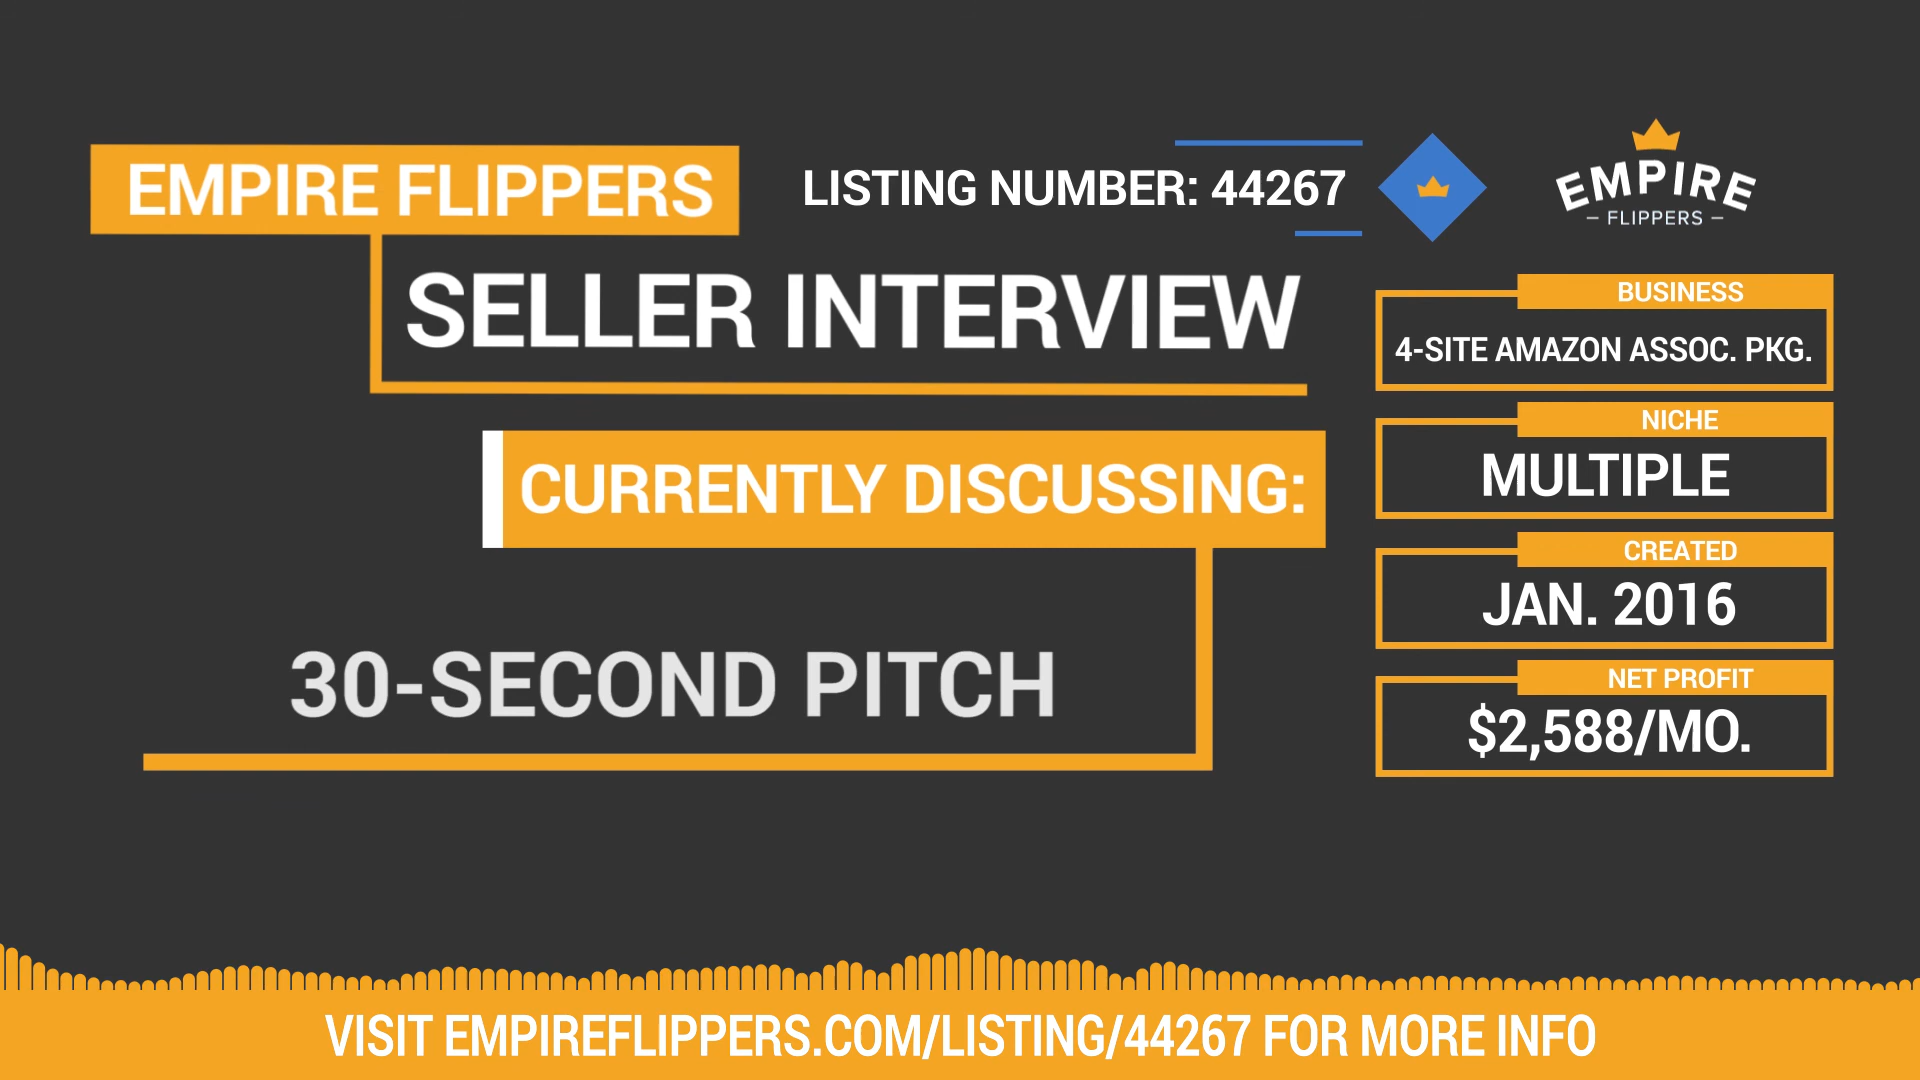 EMPIRE FLIPPERS
LISTING NUMBER: 44267
EMPIRE
FLIPPERS
SELLER INTERVIEW
CURRENTLY DISCUSSING:
30-SECOND PITCH
BUSINESS
4-SITE AMAZON ASSOC. PKG.
NICHE
MULTIPLE
CREATED
JAN. 2016
NET PROFIT
$2,588/MO.
VISIT EMPIREFLIPPERS.COM/LISTING/44267 FOR MORE INFO